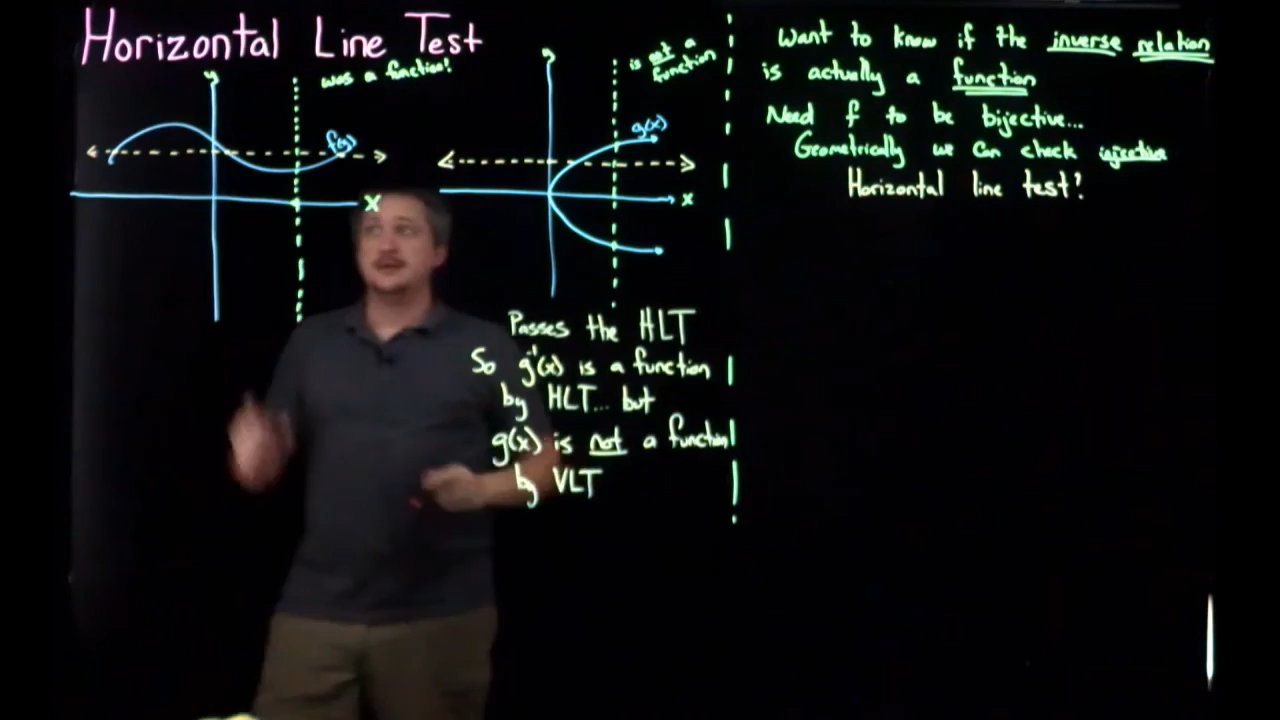 Horizontal Line Test
was a function!
y
f(x)
x
is not a
function
y
g(x)
x
Passes the HLT
So g⁻¹(x) is a function
by HLT... but
g(x) is not a function
by VLT
Want to know if the inverse relation
is actually a function
Need f to be bijective...
Geometrically we can check injective
Horizontal line test!